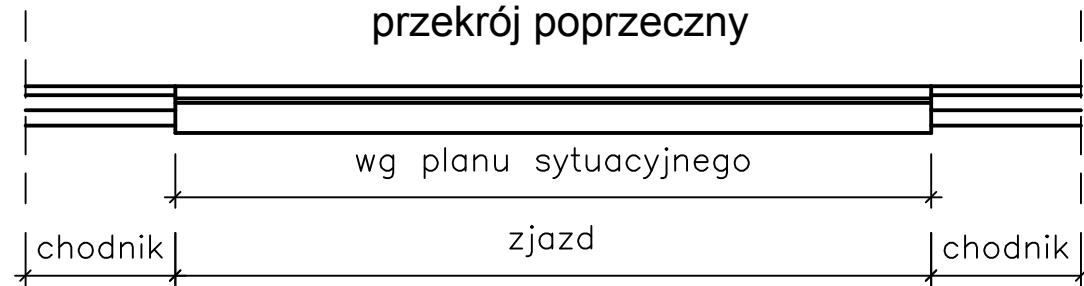 przekrój poprzeczny
wg planu sytuacyjnego
chodnik zjazd chodnik